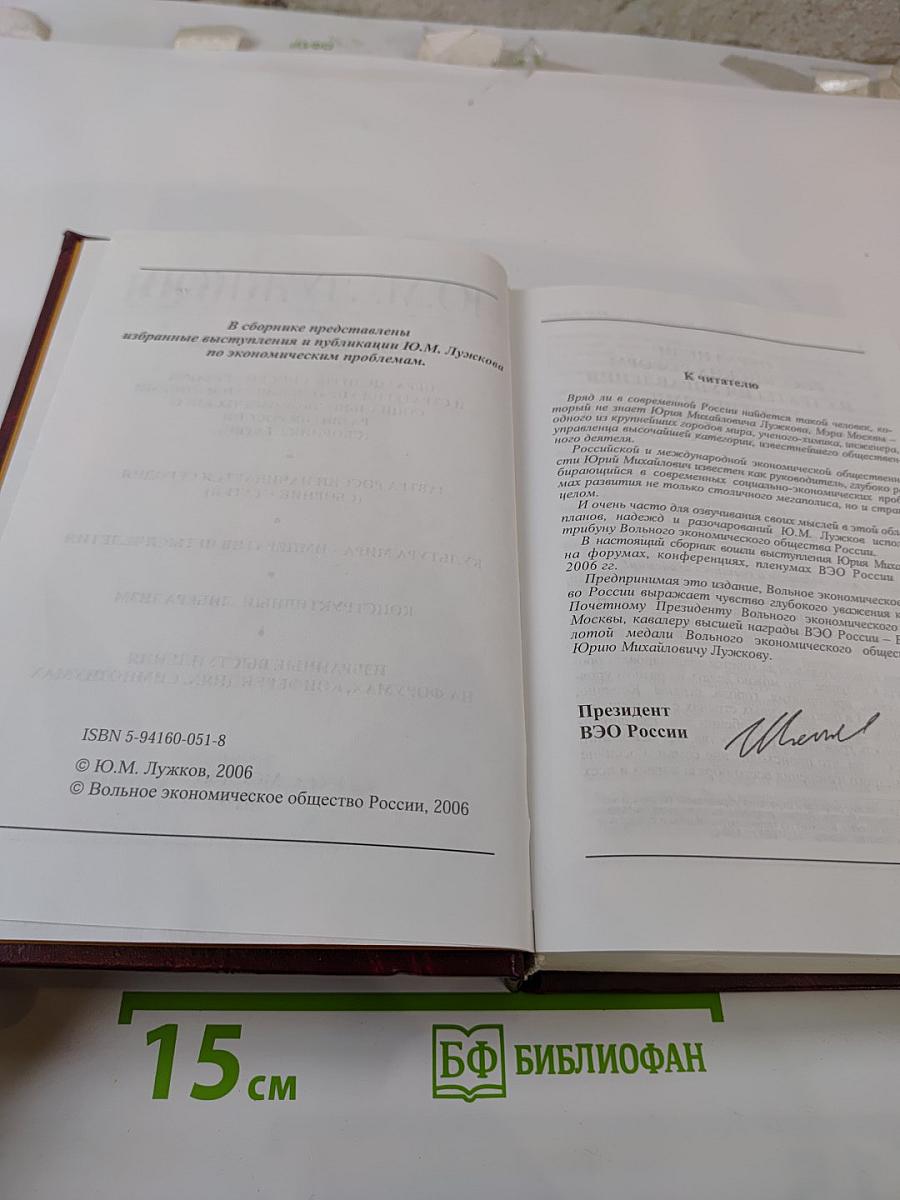 В сборнике представлены
избранные выступления и публикации Ю.М. Лужкова
по экономическим проблемам.
ISBN 5-94160-051-8
© Ю.М. Лужков, 2006
© Вольное экономическое общество России, 2006
К читателю
Вряд ли в современной России найдется такой человек, ко-
торый не знает Юрия Михайловича Лужкова, Мэра Москвы –
одного из крупнейших городов мира, ученого-химика, инженера,
управленца высочайшей категории, известнейшего обществен-
ного деятеля.
Российской и международной экономической общественн
сти Юрий Михайлович известен как руководитель, глубоко р
бирающийся в современных социально-экономических проб
мах развития не только столичного мегаполиса, но и стра
целом.
И очень часто для озвучивания своих мыслей в этой обл
планов, надежд и разочарований Ю.М. Лужков испол
трибуну Вольного экономического общества России.
В настоящий сборник вошли выступления Юрия Миха
на форумах, конференциях, пленумах ВЭО России
2006 гг.
Предпринимая это издание, Вольное экономическое
во России выражает чувство глубокого уважения к
Почетному Президенту Вольного экономического
Москвы, кавалеру высшей награды ВЭО России –
лотой медали Вольного экономического общес
Юрию Михайловичу Лужкову.
Президент
ВЭО России
15 см
БФ БИБЛИОФАН